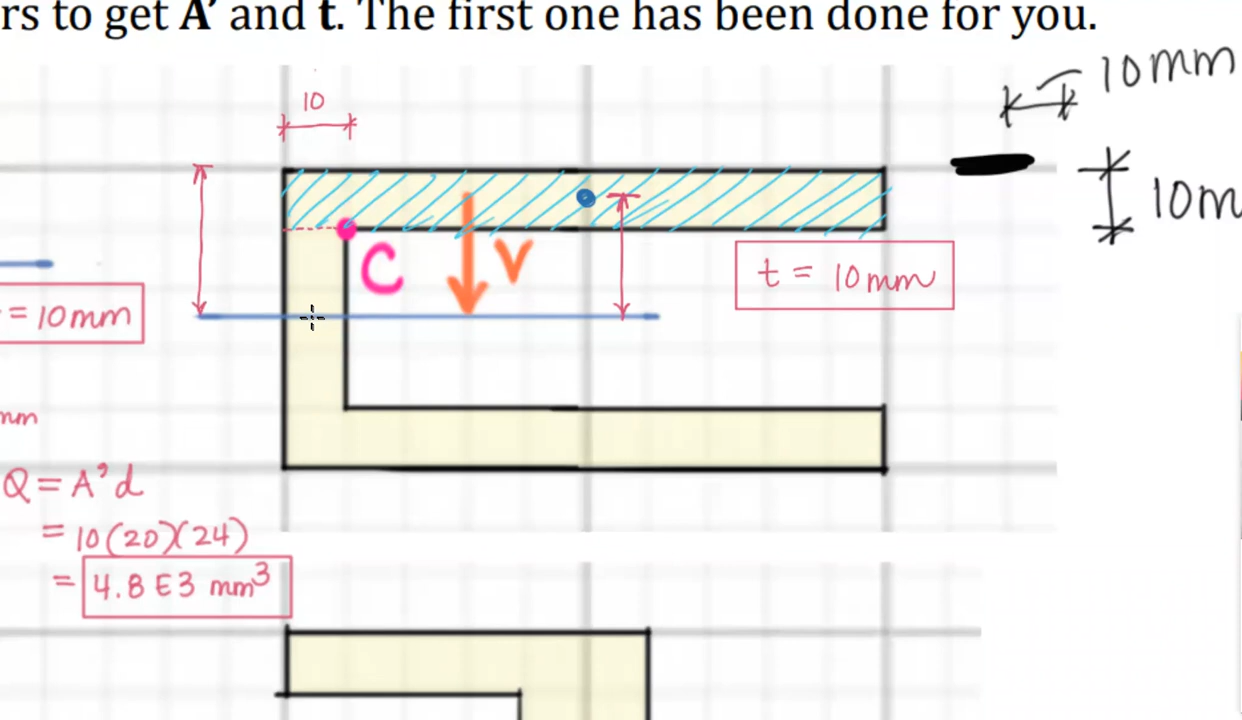 rs to get A’ and t. The first one has been done for you.
10mm
10
10m
C
V
t = 10mm
= 10mm
mm
Q = A’d
= 10(20)(24)
= 4.8 E3 mm³